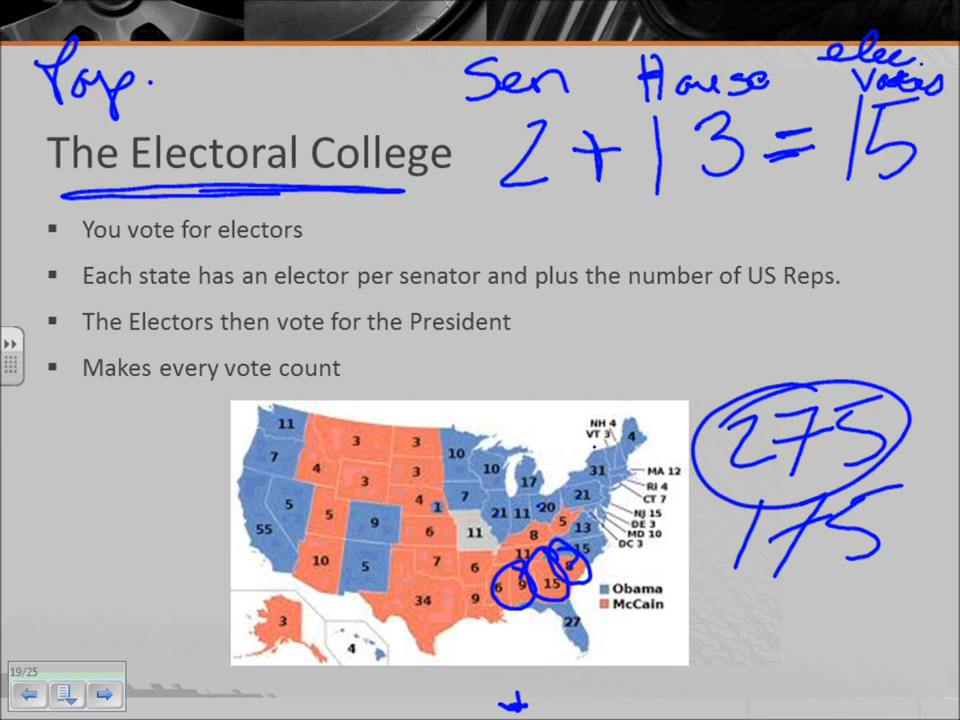 Pop.
Sen House elec. votes
2 + 13 = 15
The Electoral College
▪ You vote for electors
▪ Each state has an elector per senator and plus the number of US Reps.
▪ The Electors then vote for the President
▪ Makes every vote count
275
175
11
7
55
5
4
3
3
5
10
9
5
3
3
4 1
6
7
34
10
7
11
6
9
10
21
17
11
20
8
11
6
9
15
8
5
13
15
27
21
31
4
NH 4
VT 3
MA 12
RI 4
CT 7
NJ 15
DE 3
MD 10
DC 3
3
4
Obama
McCain
19/25